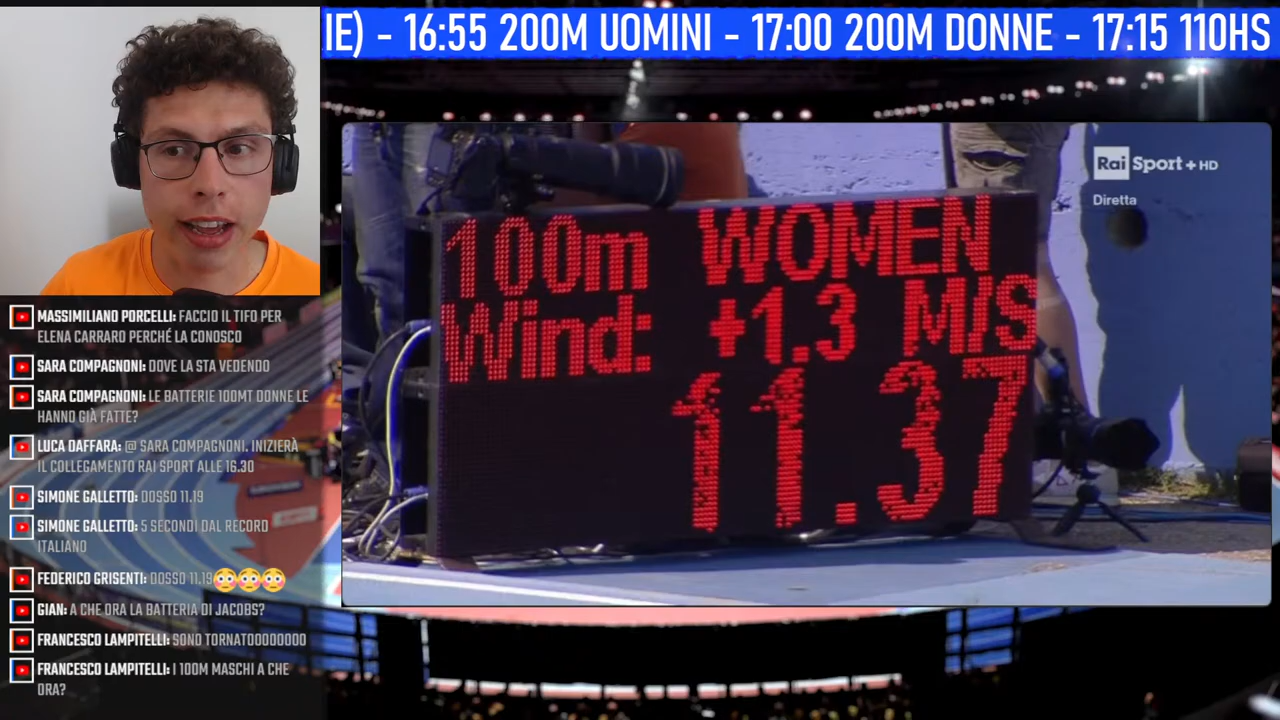 IE) - 16:55 200M UOMINI - 17:00 200M DONNE - 17:15 110HS
Rai Sport + HD
Diretta
100m WOMEN
Wind: +1.3 M/S
11.37
MASSIMILIANO PORCELLI: FACCIO IL TIFO PER
ELENA CARRARO PERCHÉ LA CONOSCO
SARA COMPAGNONI: DOVE LA STA VEDENDO
SARA COMPAGNONI: LE BATTERIE 100MT DONNE LE
HANNO GIÀ FATTE?
LUCA DAFFARA: @ SARA COMPAGNONI. INIZIERÀ
IL COLLEGAMENTO RAI SPORT ALLE 16.30
SIMONE GALLETTO: DOSSO 11.19
SIMONE GALLETTO: 5 SECONDI DAL RECORD
ITALIANO
FEDERICO GRISENTI: DOSSO 11.19😳😳😳
GIAN: A CHE ORA LA BATTERIA DI JACOBS?
FRANCESCO LAMPITELLI: SONO TORNATOOOOOOOO
FRANCESCO LAMPITELLI: I 100M MASCHI A CHE
ORA?